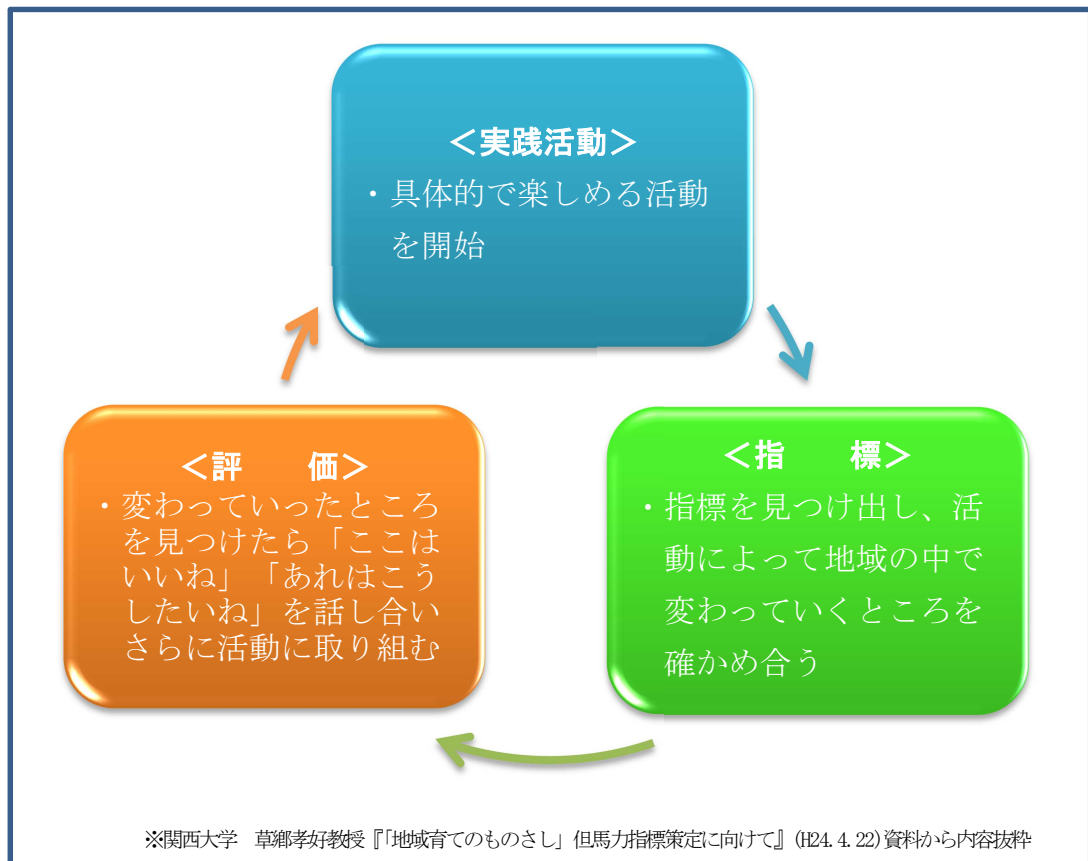 ＜実践活動＞
・具体的で楽しめる活動
を開始
＜指　　標＞
・指標を見つけ出し、活
動によって地域の中で
変わっていくところを
確かめ合う
＜評　　価＞
・変わっていったところ
を見つけたら「ここは
いいね」「あれはこう
したいね」を話し合い
さらに活動に取り組む
※関西大学　草郷孝好教授『「地域育てのものさし」但馬力指標策定に向けて』(H24.4.22)資料から内容抜粋